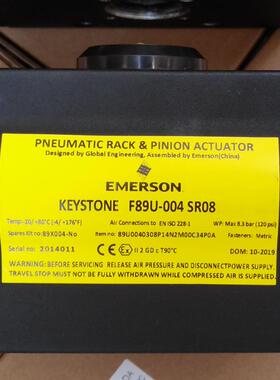 PNEUMATIC RACK & PINION ACTUATOR
Designed by Global Engineering, Assembled by Emerson(China)
EMERSON
KEYSTONE F89U-004 SR08
Temp:-20/ +80°C (-4/ +176°F) Air Connections to EN ISO 228-1 WP: Max 8.3 bar (120 psi)
Spares Kit no: 89X004-No Item no: 89U0040308P14N2M00C34P0A Fasteners: Metric
Serial no: 2014011 CE Ex II 2 GD c T90°C DOM: 10-2019
BEFORE SERVICING RELEASE AIR PRESSURE AND DISCONNECTPOWER SUPPLY.
TRAVEL STOP MUST NOT BE FULLY WITHDRAWN WHILE COMPRESSED AIR IS SUPPLIED